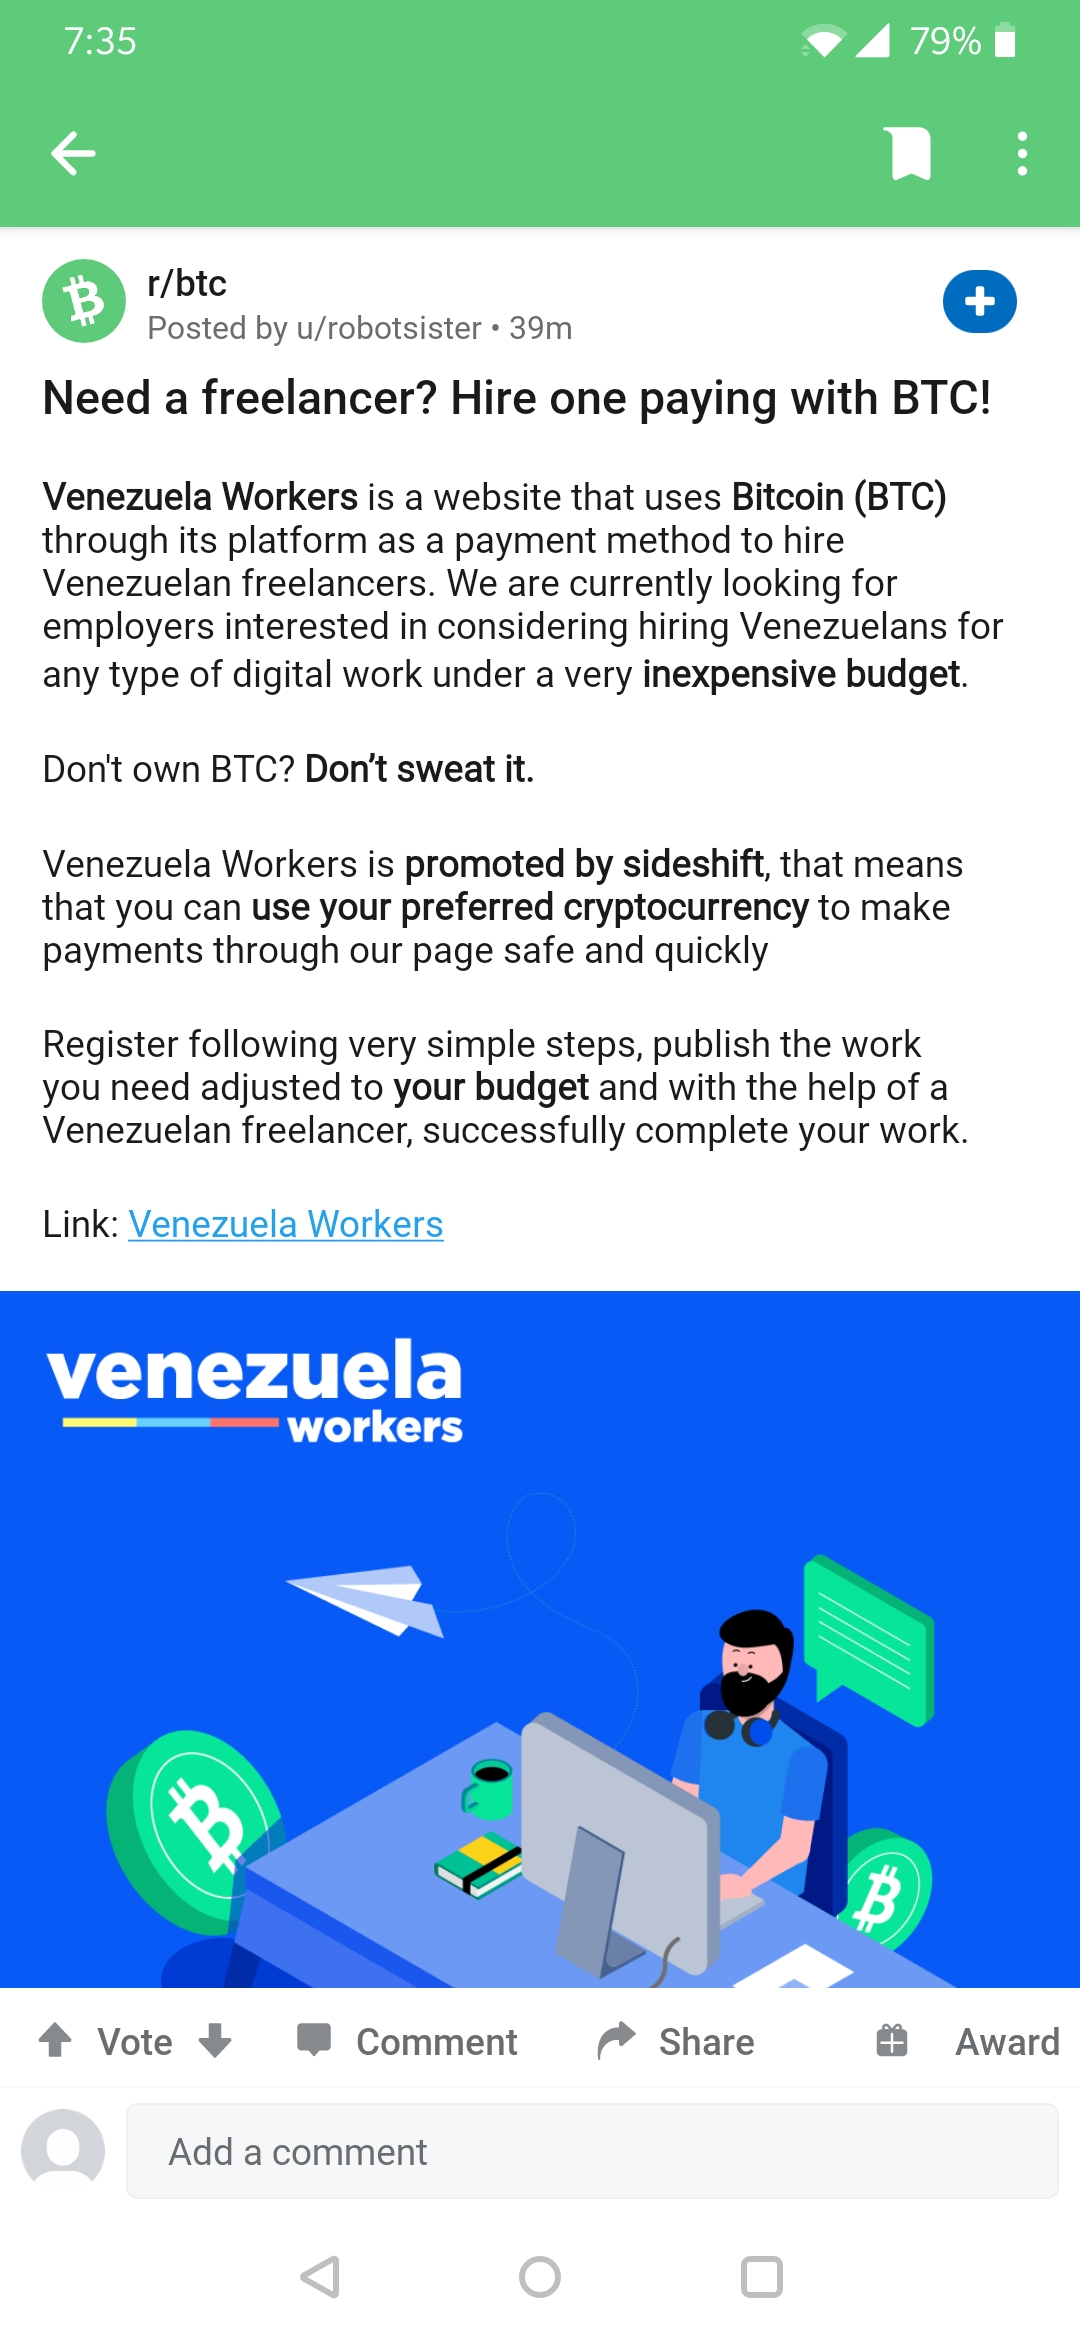 7:35
79%
r/btc
Posted by u/robotsister • 39m
Need a freelancer? Hire one paying with BTC!
Venezuela Workers is a website that uses Bitcoin (BTC)
through its platform as a payment method to hire
Venezuelan freelancers. We are currently looking for
employers interested in considering hiring Venezuelans for
any type of digital work under a very inexpensive budget.
Don't own BTC? Don’t sweat it.
Venezuela Workers is promoted by sideshift, that means
that you can use your preferred cryptocurrency to make
payments through our page safe and quickly
Register following very simple steps, publish the work
you need adjusted to your budget and with the help of a
Venezuelan freelancer, successfully complete your work.
Link: Venezuela Workers
venezuela
workers
Vote
Comment
Share
Award
Add a comment